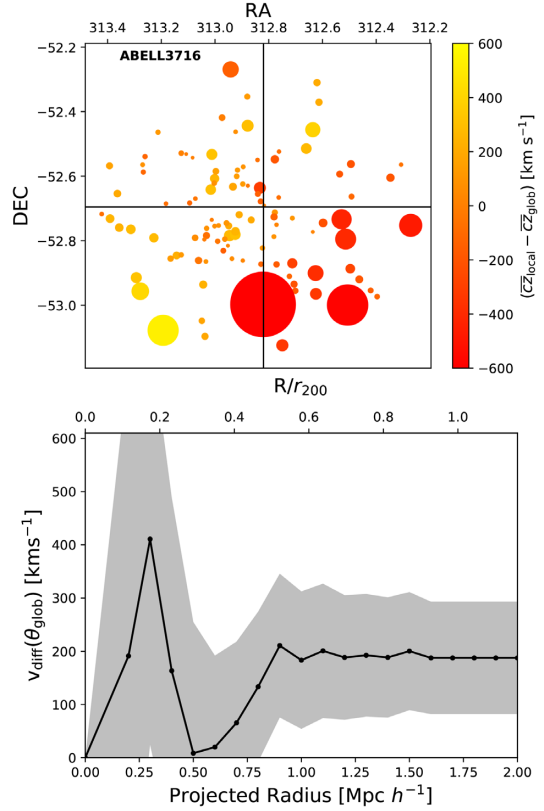 RA
313.4 313.2 313.0 312.8 312.6 312.4 312.2
ABELL3716
−52.2
−52.4
−52.6
−52.8
−53.0
DEC
600
400
200
0
−200
−400
−600
(c̅z̅local − c̅z̅glob) [km s⁻¹]
R/r₂₀₀
0.0 0.2 0.4 0.6 0.8 1.0
600
500
400
300
200
100
0
vdiff(θglob) [kms⁻¹]
0.00 0.25 0.50 0.75 1.00 1.25 1.50 1.75 2.00
Projected Radius [Mpc h⁻¹]